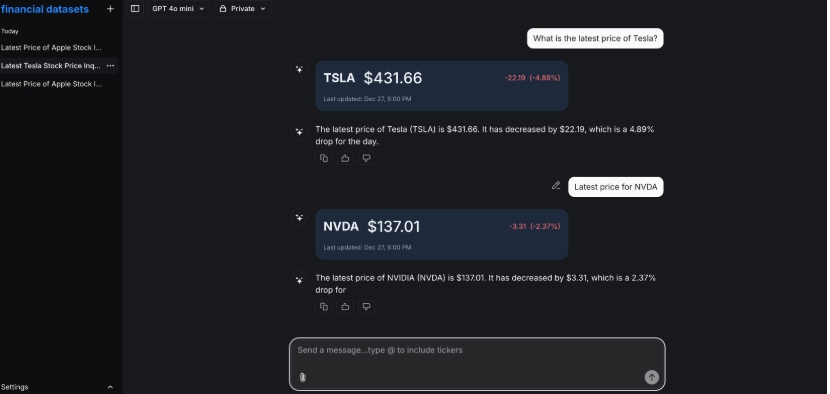 financial datasets
GPT 4o mini
Private
Today
Latest Price of Apple Stock I...
Latest Tesla Stock Price Inq...
Latest Price of Apple Stock I...
What is the latest price of Tesla?
TSLA $431.66 -22.19 (-4.89%)
Last updated: Dec 27, 8:00 PM
The latest price of Tesla (TSLA) is $431.66. It has decreased by $22.19, which is a 4.89%
drop for the day.
Latest price for NVDA
NVDA $137.01 -3.31 (-2.37%)
Last updated: Dec 27, 8:00 PM
The latest price of NVIDIA (NVDA) is $137.01. It has decreased by $3.31, which is a 2.37%
drop for
Send a message...type @ to include tickers
Settings